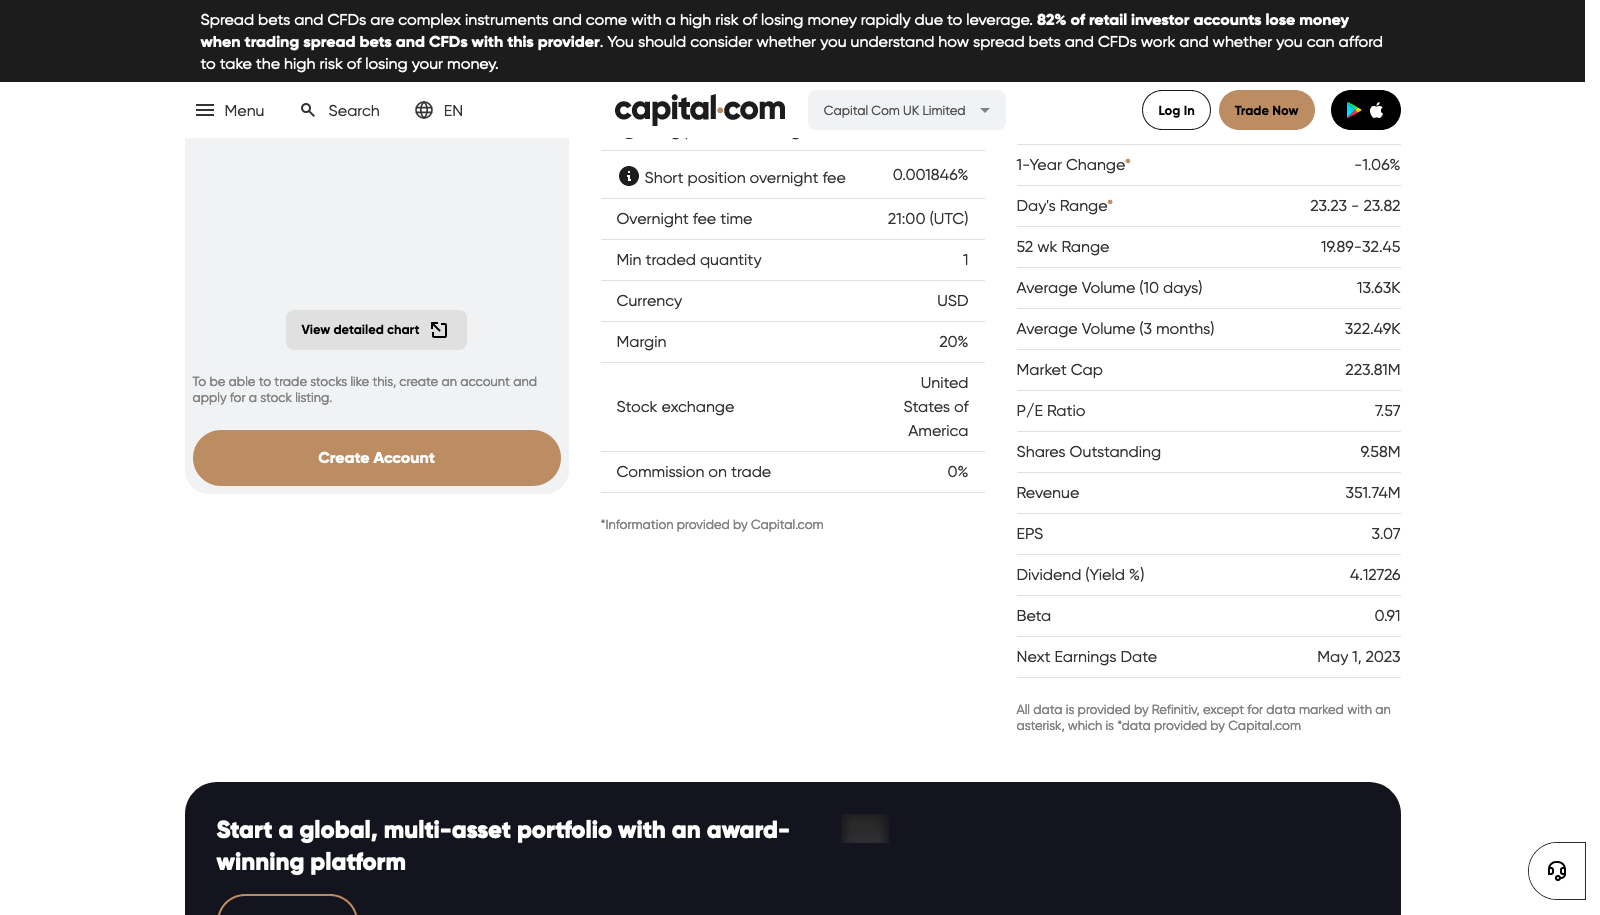 Spread bets and CFDs are complex instruments and come with a high risk of losing money rapidly due to leverage. 82% of retail investor accounts lose money
when trading spread bets and CFDs with this provider. You should consider whether you understand how spread bets and CFDs work and whether you can afford
to take the high risk of losing your money.
Menu Search EN capital.com Capital Com UK Limited Log In Trade Now
View detailed chart
To be able to trade stocks like this, create an account and
apply for a stock listing.
Create Account
Short position overnight fee 0.001846%
Overnight fee time 21:00 (UTC)
Min traded quantity 1
Currency USD
Margin 20%
Stock exchange United
States of
America
Commission on trade 0%
*Information provided by Capital.com
1-Year Change* -1.06%
Day's Range* 23.23 - 23.82
52 wk Range 19.89-32.45
Average Volume (10 days) 13.63K
Average Volume (3 months) 322.49K
Market Cap 223.81M
P/E Ratio 7.57
Shares Outstanding 9.58M
Revenue 351.74M
EPS 3.07
Dividend (Yield %) 4.12726
Beta 0.91
Next Earnings Date May 1, 2023
All data is provided by Refinitiv, except for data marked with an
asterisk, which is *data provided by Capital.com
Start a global, multi-asset portfolio with an award-
winning platform